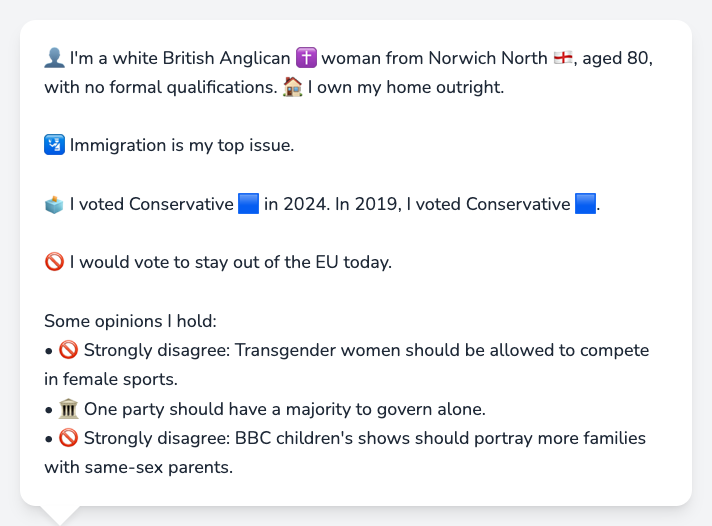 👤 I'm a white British Anglican ✝️ woman from Norwich North 🏴󠁧󠁢󠁥󠁮󠁧󠁿, aged 80,
with no formal qualifications. 🏠 I own my home outright.
🛂 Immigration is my top issue.
🗳️ I voted Conservative 🟦 in 2024. In 2019, I voted Conservative 🟦.
🚫 I would vote to stay out of the EU today.
Some opinions I hold:
• 🚫 Strongly disagree: Transgender women should be allowed to compete
in female sports.
• 🏛️ One party should have a majority to govern alone.
• 🚫 Strongly disagree: BBC children's shows should portray more families
with same-sex parents.